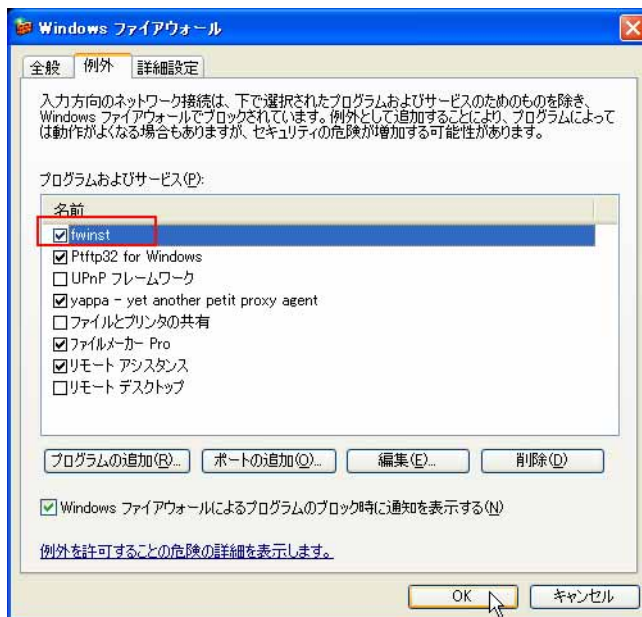 Windows ファイアウォール
全般 例外 詳細設定
入力方向のネットワーク接続は、下で選択されたプログラムおよびサービスのためのものを除き、
Windows ファイアウォールでブロックされています。例外として追加することにより、プログラムによって
は動作がよくなる場合もありますが、セキュリティの危険が増加する可能性があります。
プログラムおよびサービス(P):
名前
fwinst
Ptftp32 for Windows
UPnP フレームワーク
yappa - yet another petit proxy agent
ファイルとプリンタの共有
ファイルメーカー Pro
リモート アシスタンス
リモート デスクトップ
プログラムの追加(R)... ポートの追加(O)... 編集(E)... 削除(D)
Windows ファイアウォールによるプログラムのブロック時に通知を表示する(N)
例外を許可することの危険の詳細を表示します。
OK キャンセル